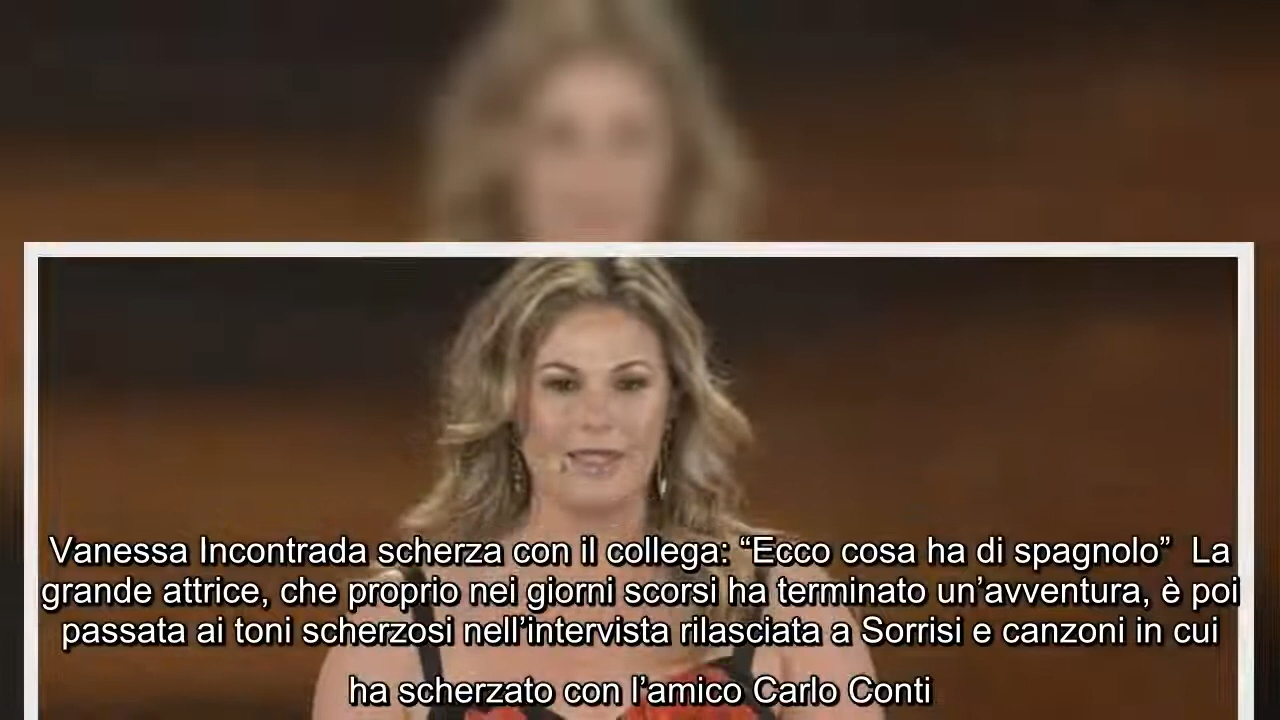 Vanessa Incontrada scherza con il collega: “Ecco cosa ha di spagnolo”  La
grande attrice, che proprio nei giorni scorsi ha terminato un’avventura, è poi
passata ai toni scherzosi nell’intervista rilasciata a Sorrisi e canzoni in cui
ha scherzato con l’amico Carlo Conti